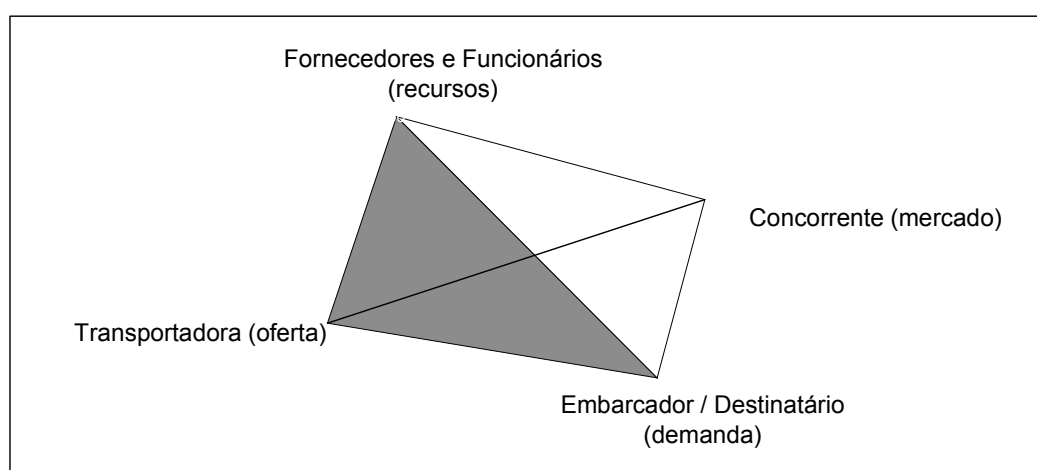 Fornecedores e Funcionários
(recursos)
Concorrente (mercado)
Transportadora (oferta)
Embarcador / Destinatário
(demanda)